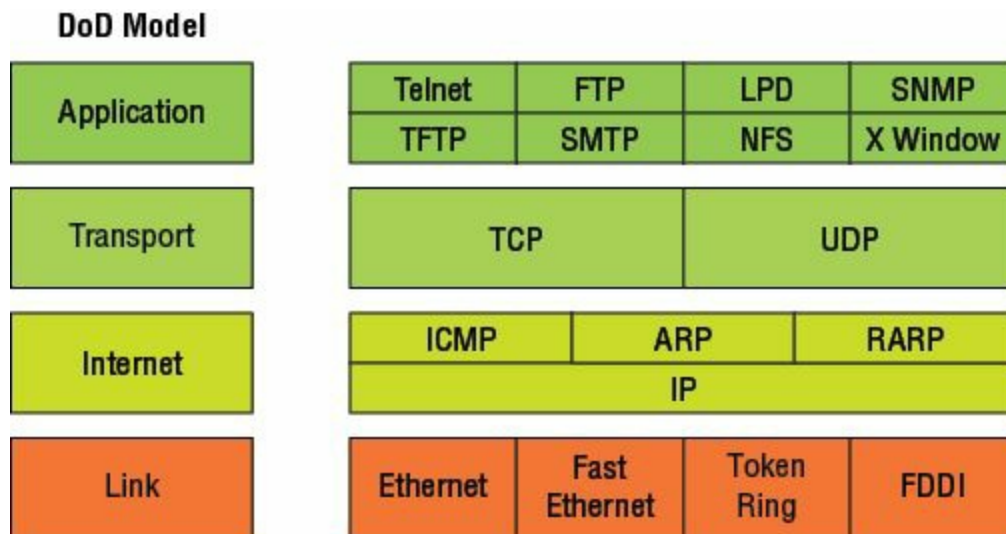 DoD Model
Application
Telnet FTP LPD SNMP
TFTP SMTP NFS X Window
Transport
TCP UDP
Internet
ICMP ARP RARP
IP
Link
Ethernet
Fast
Ethernet
Token
Ring
FDDI